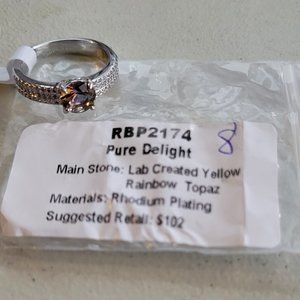 RBP2174
8
Pure Delight
Main Stone: Lab Created Yellow
Rainbow Topaz
Materials: Rhodium Plating
Suggested Retail: $102